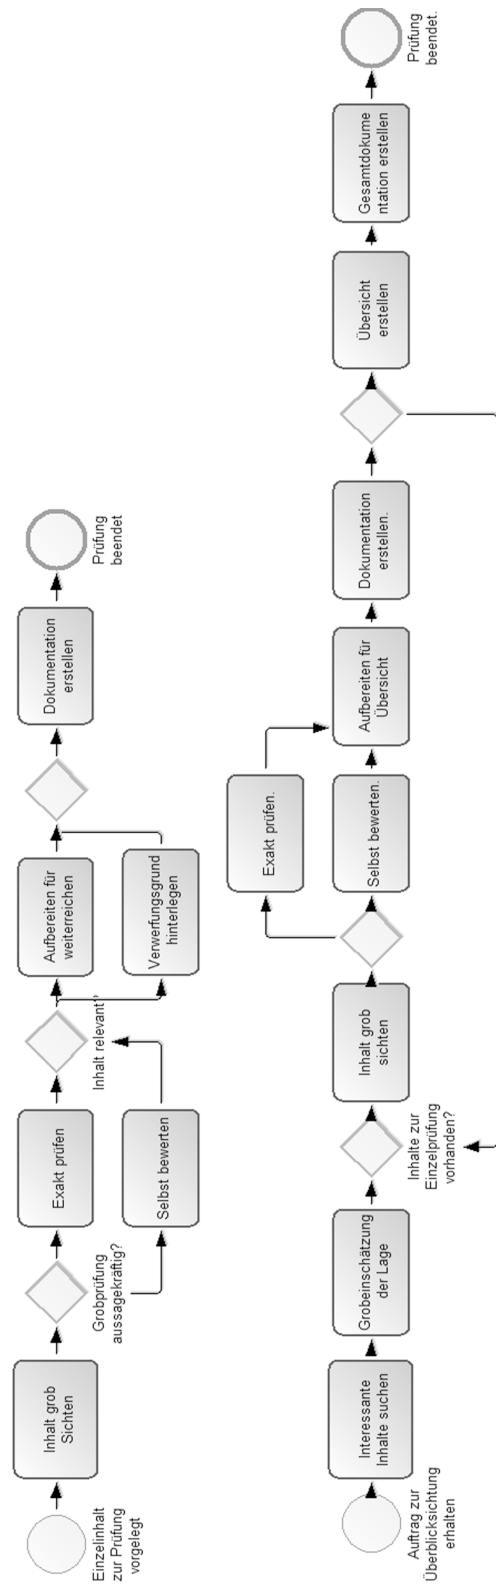 Einzelinhalt
zur Prüfung
vorgelegt
Inhalt grob
Sichten
Grobprüfung
aussagekräftig?
Exakt prüfen
Selbst bewerten
Inhalt relevant?
Aufbereiten für
weiterreichen
Verwerfungsgrund
hinterlegen
Dokumentation
erstellen
Prüfung
beendet
Auftrag zur
Überblicksichtung
erhalten
Interessante
Inhalte suchen
Grobeinschätzung
der Lage
Inhalte zur
Einzelprüfung
vorhanden?
Inhalt grob
sichten
Exakt prüfen.
Selbst bewerten.
Aufbereiten für
Übersicht
Dokumentation
erstellen.
Übersicht
erstellen
Gesamtdokume
ntation erstellen
Prüfung
beendet.